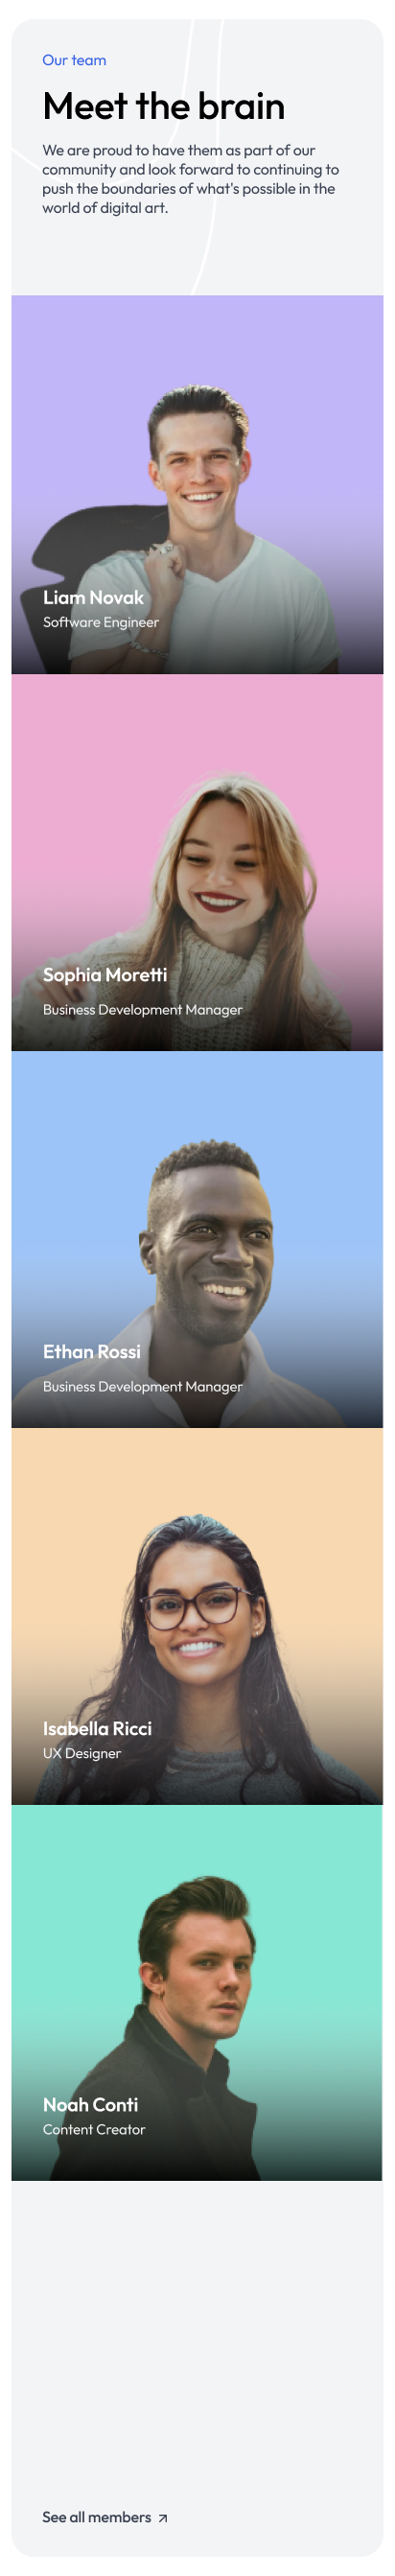 Our team
Meet the brain
We are proud to have them as part of our
community and look forward to continuing to
push the boundaries of what's possible in the
world of digital art.
Liam Novak
Software Engineer
Sophia Moretti
Business Development Manager
Ethan Rossi
Business Development Manager
Isabella Ricci
UX Designer
Noah Conti
Content Creator
See all members